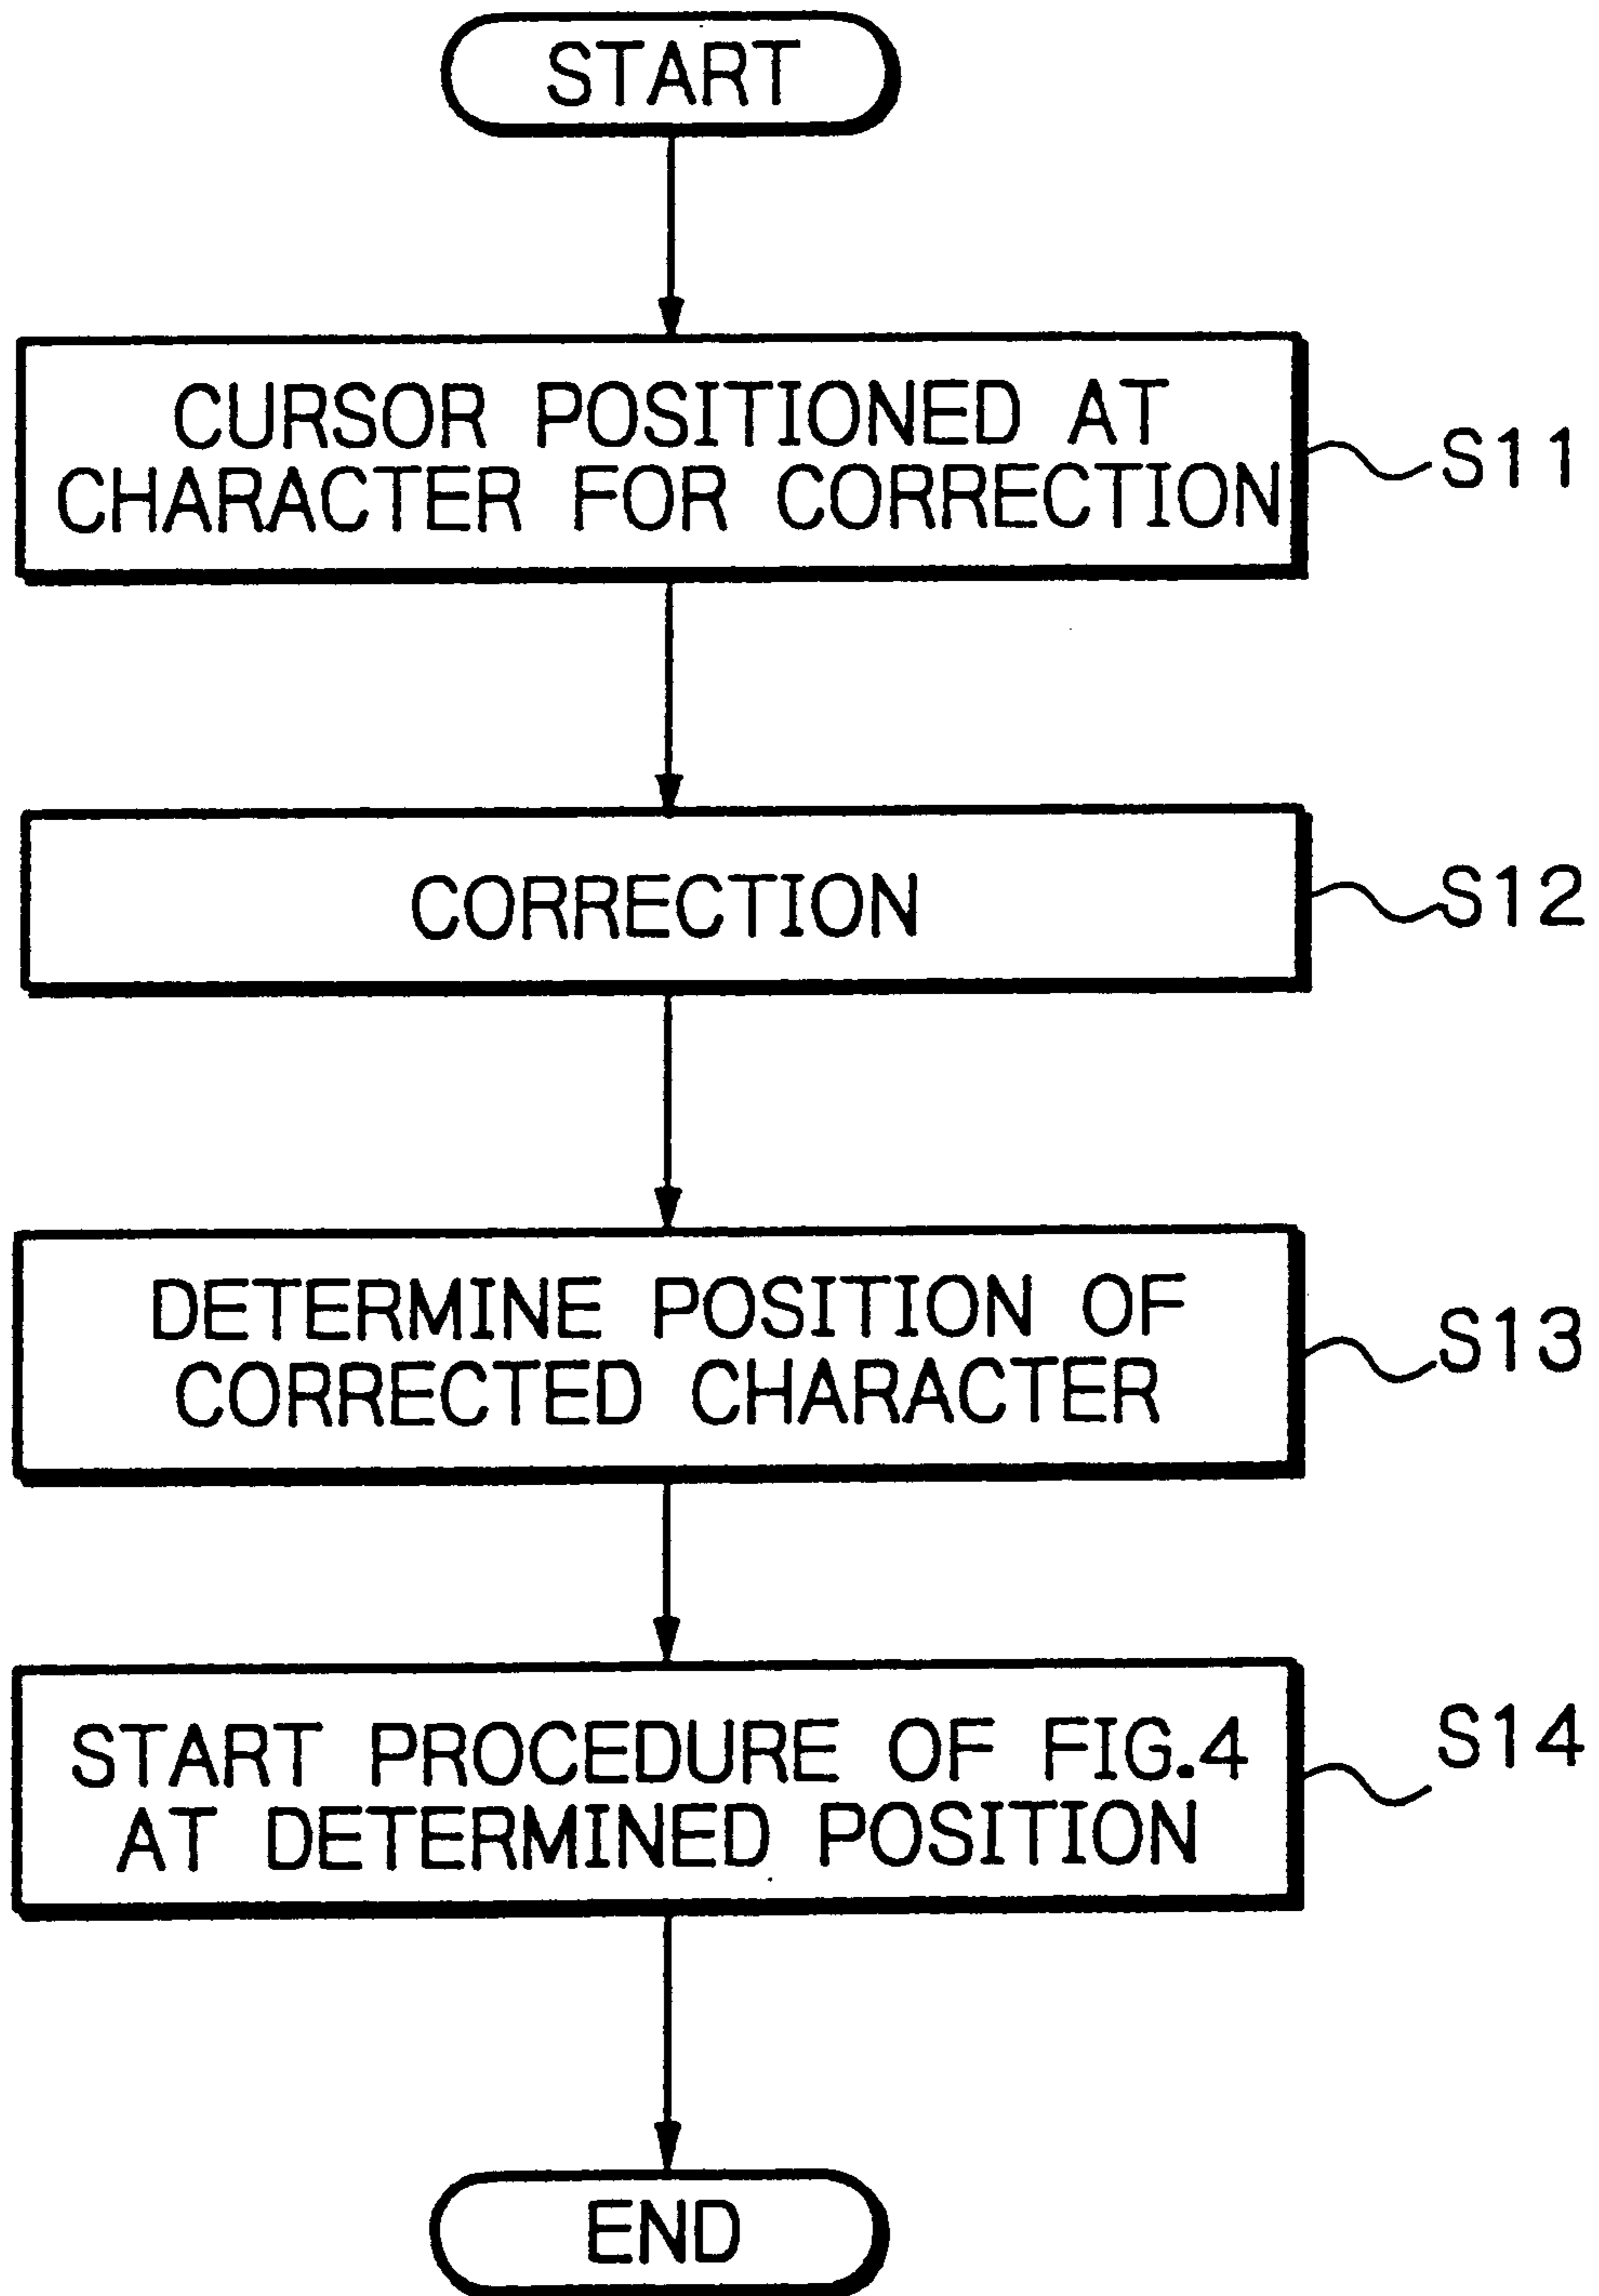 START
CURSOR POSITIONED AT
CHARACTER FOR CORRECTION
S11
CORRECTION
S12
DETERMINE POSITION OF
CORRECTED CHARACTER
S13
START PROCEDURE OF FIG.4
AT DETERMINED POSITION
S14
END